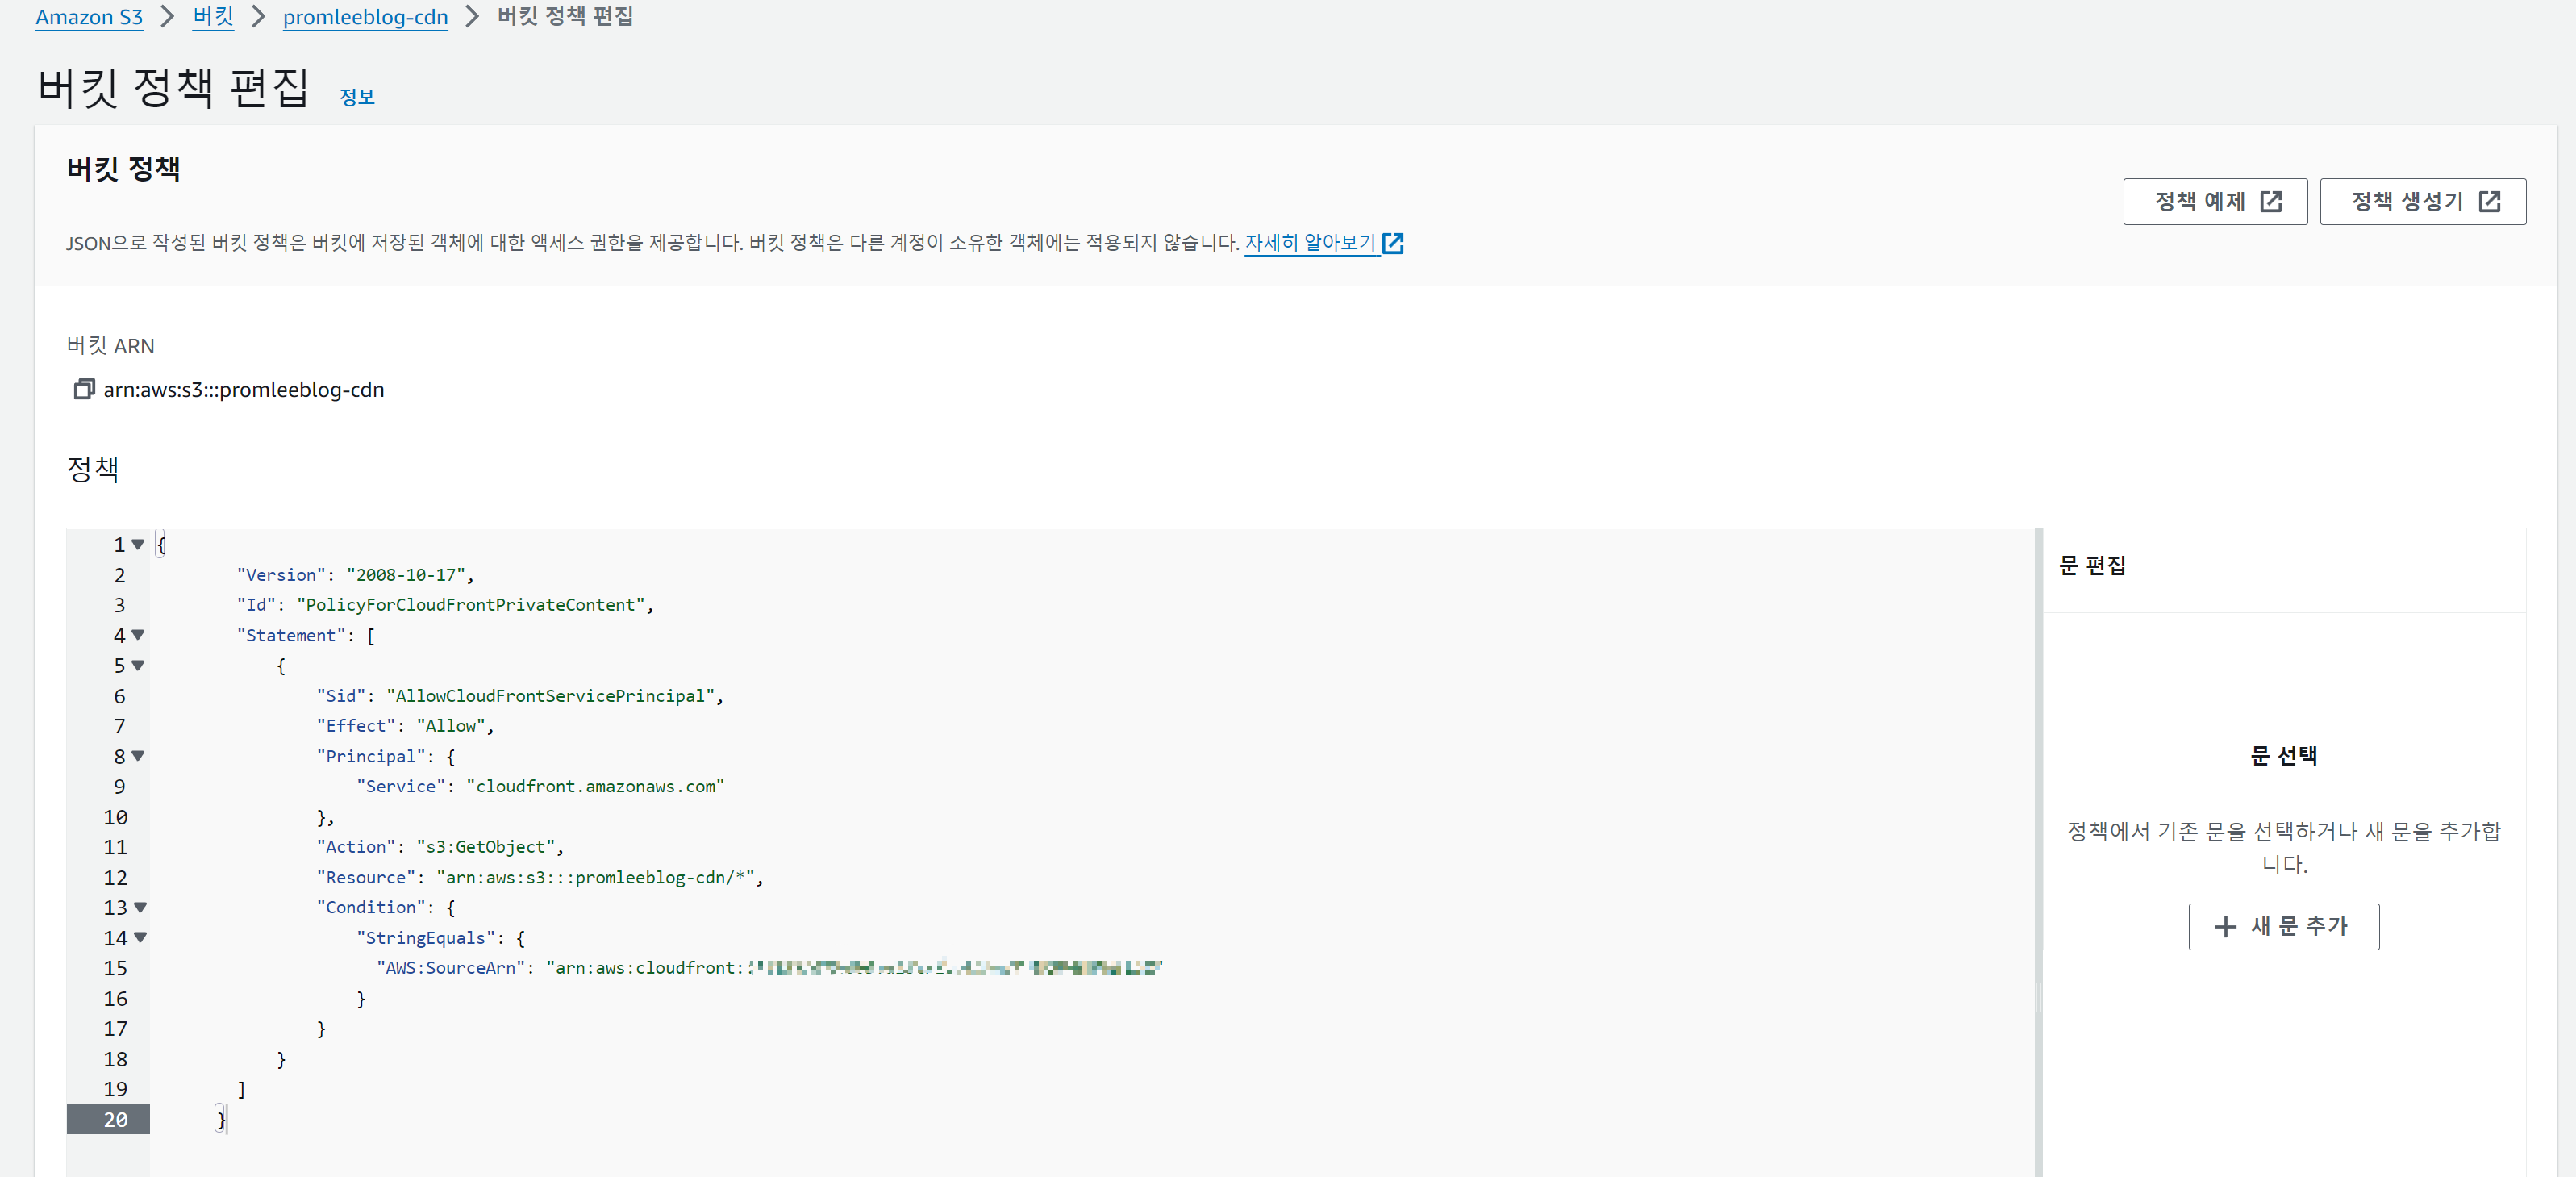 Amazon S3 > 버킷 > promleeblog-cdn > 버킷 정책 편집
버킷 정책 편집 정보
버킷 정책
정책 예제
정책 생성기
JSON으로 작성된 버킷 정책은 버킷에 저장된 객체에 대한 액세스 권한을 제공합니다. 버킷 정책은 다른 계정이 소유한 객체에는 적용되지 않습니다. 자세히 알아보기
버킷 ARN
arn:aws:s3:::promleeblog-cdn
정책
1 {
2 "Version": "2008-10-17",
3 "Id": "PolicyForCloudFrontPrivateContent",
4 "Statement": [
5 {
6 "Sid": "AllowCloudFrontServicePrincipal",
7 "Effect": "Allow",
8 "Principal": {
9 "Service": "cloudfront.amazonaws.com"
10 },
11 "Action": "s3:GetObject",
12 "Resource": "arn:aws:s3:::promleeblog-cdn/*",
13 "Condition": {
14 "StringEquals": {
15 "AWS:SourceArn": "arn:aws:cloudfront::
16 }
17 }
18 }
19 ]
20 }
문 편집
문 선택
정책에서 기존 문을 선택하거나 새 문을 추가합
니다.
+ 새 문 추가